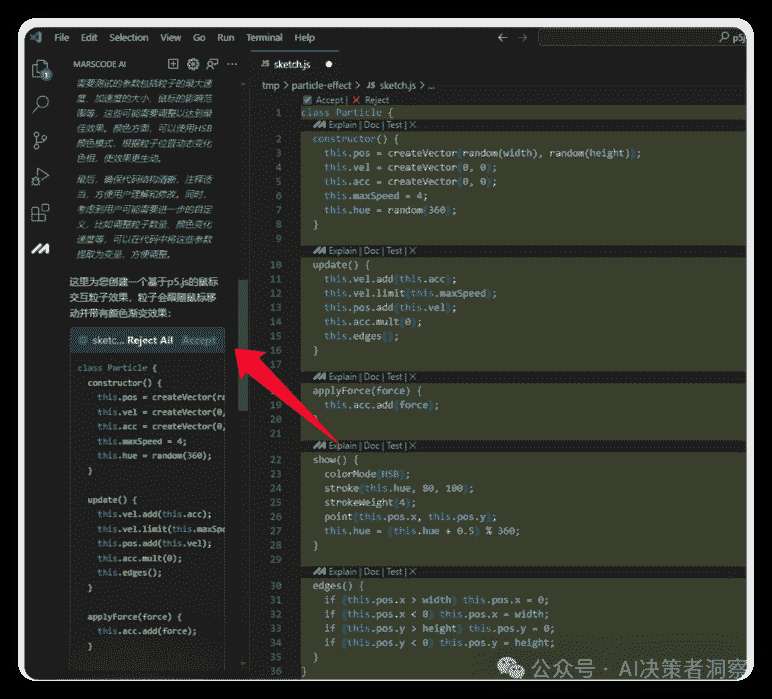 File Edit Selection View Go Run Terminal Help
p5j
MARSCODE AI
需要测试的参数包括粒子的最大速
度、加速度的大小、鼠标的影响范
围等，这些可能需要调整以达到最
佳效果。颜色方面，可以使用HSB
颜色模式，根据粒子位置动态变化
色相，使效果更生动。
最后，确保代码结构清晰，注释适
当，方便用户理解和修改。同时，
考虑到用户可能需要进一步的自定
义，比如调整粒子数量、颜色变化
速度等，可以在代码中将这些参数
提取为变量，方便调整。
这里为您创建一个基于p5.js的鼠标
交互粒子效果，粒子会跟随鼠标移
动并带有颜色渐变效果：
sketc... Reject All Accept
class Particle {
constructor() {
this.pos = createVector(ra
this.vel = createVector(0,
this.acc = createVector(0,
this.maxSpeed = 4;
this.hue = random(360);
}
update() {
this.vel.add(this.acc);
this.vel.limit(this.maxSpe
this.pos.add(this.vel);
this.acc.mult(0);
this.edges();
}
applyForce(force) {
this.acc.add(force);
}
JS sketch.js
tmp > particle-effect > JS sketch.js > ...
Accept | Reject
1 class Particle {
Explain | Doc | Test | X
2 constructor() {
3 this.pos = createVector(random(width), random(height));
4 this.vel = createVector(0, 0);
5 this.acc = createVector(0, 0);
6 this.maxSpeed = 4;
7 this.hue = random(360);
8 }
9
Explain | Doc | Test | X
10 update() {
11 this.vel.add(this.acc);
12 this.vel.limit(this.maxSpeed);
13 this.pos.add(this.vel);
14 this.acc.mult(0);
15 this.edges();
16 }
17
Explain | Doc | Test | X
18 applyForce(force) {
19 this.acc.add(force);
20 }
21
Explain | Doc | Test | X
22 show() {
23 colorMode(HSB);
24 stroke(this.hue, 80, 100);
25 strokeWeight(4);
26 point(this.pos.x, this.pos.y);
27 this.hue = (this.hue + 0.5) % 360;
28 }
29
Explain | Doc | Test | X
30 edges() {
31 if (this.pos.x > width) this.pos.x = 0;
32 if (this.pos.x < 0) this.pos.x = width;
33 if (this.pos.y > height) this.pos.y = 0;
34 if (this.pos.y < 0) this.pos.y = height;
35 }
36 }
公众号 · AI决策者洞察